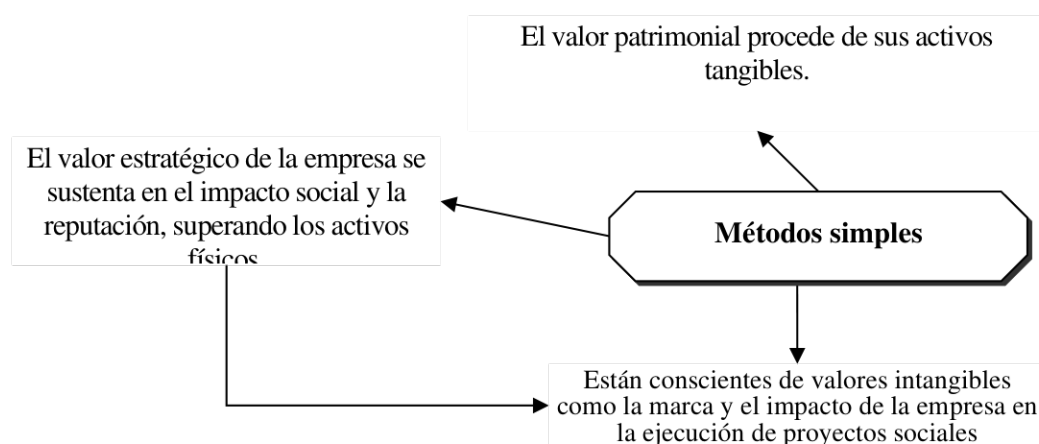 El valor patrimonial procede de sus activos
tangibles.
El valor estratégico de la empresa se
sustenta en el impacto social y la
reputación, superando los activos
físicos
Métodos simples
Están conscientes de valores intangibles
como la marca y el impacto de la empresa en
la ejecución de proyectos sociales